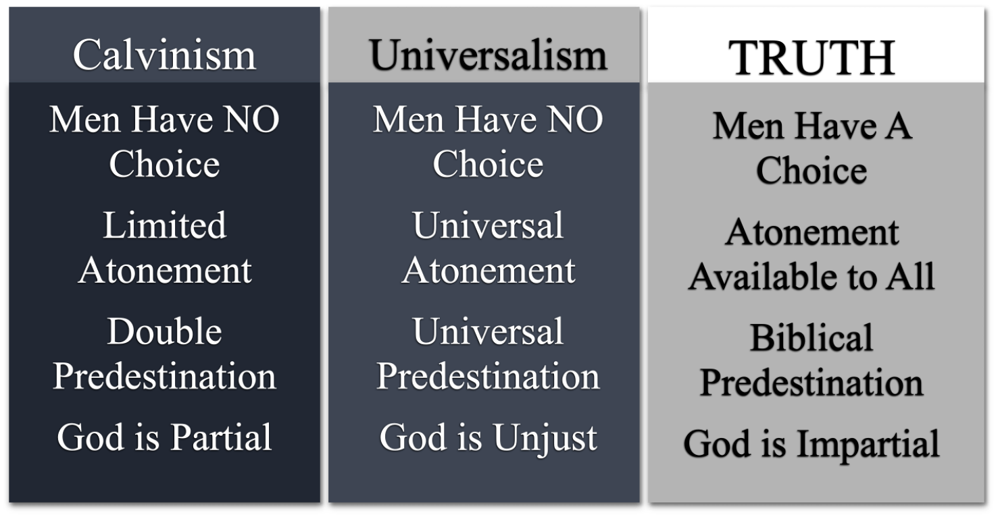 Calvinism
Men Have NO
Choice
Limited
Atonement
Double
Predestination
God is Partial
Universalism
Men Have NO
Choice
Universal
Atonement
Universal
Predestination
God is Unjust
TRUTH
Men Have A
Choice
Atonement
Available to All
Biblical
Predestination
God is Impartial